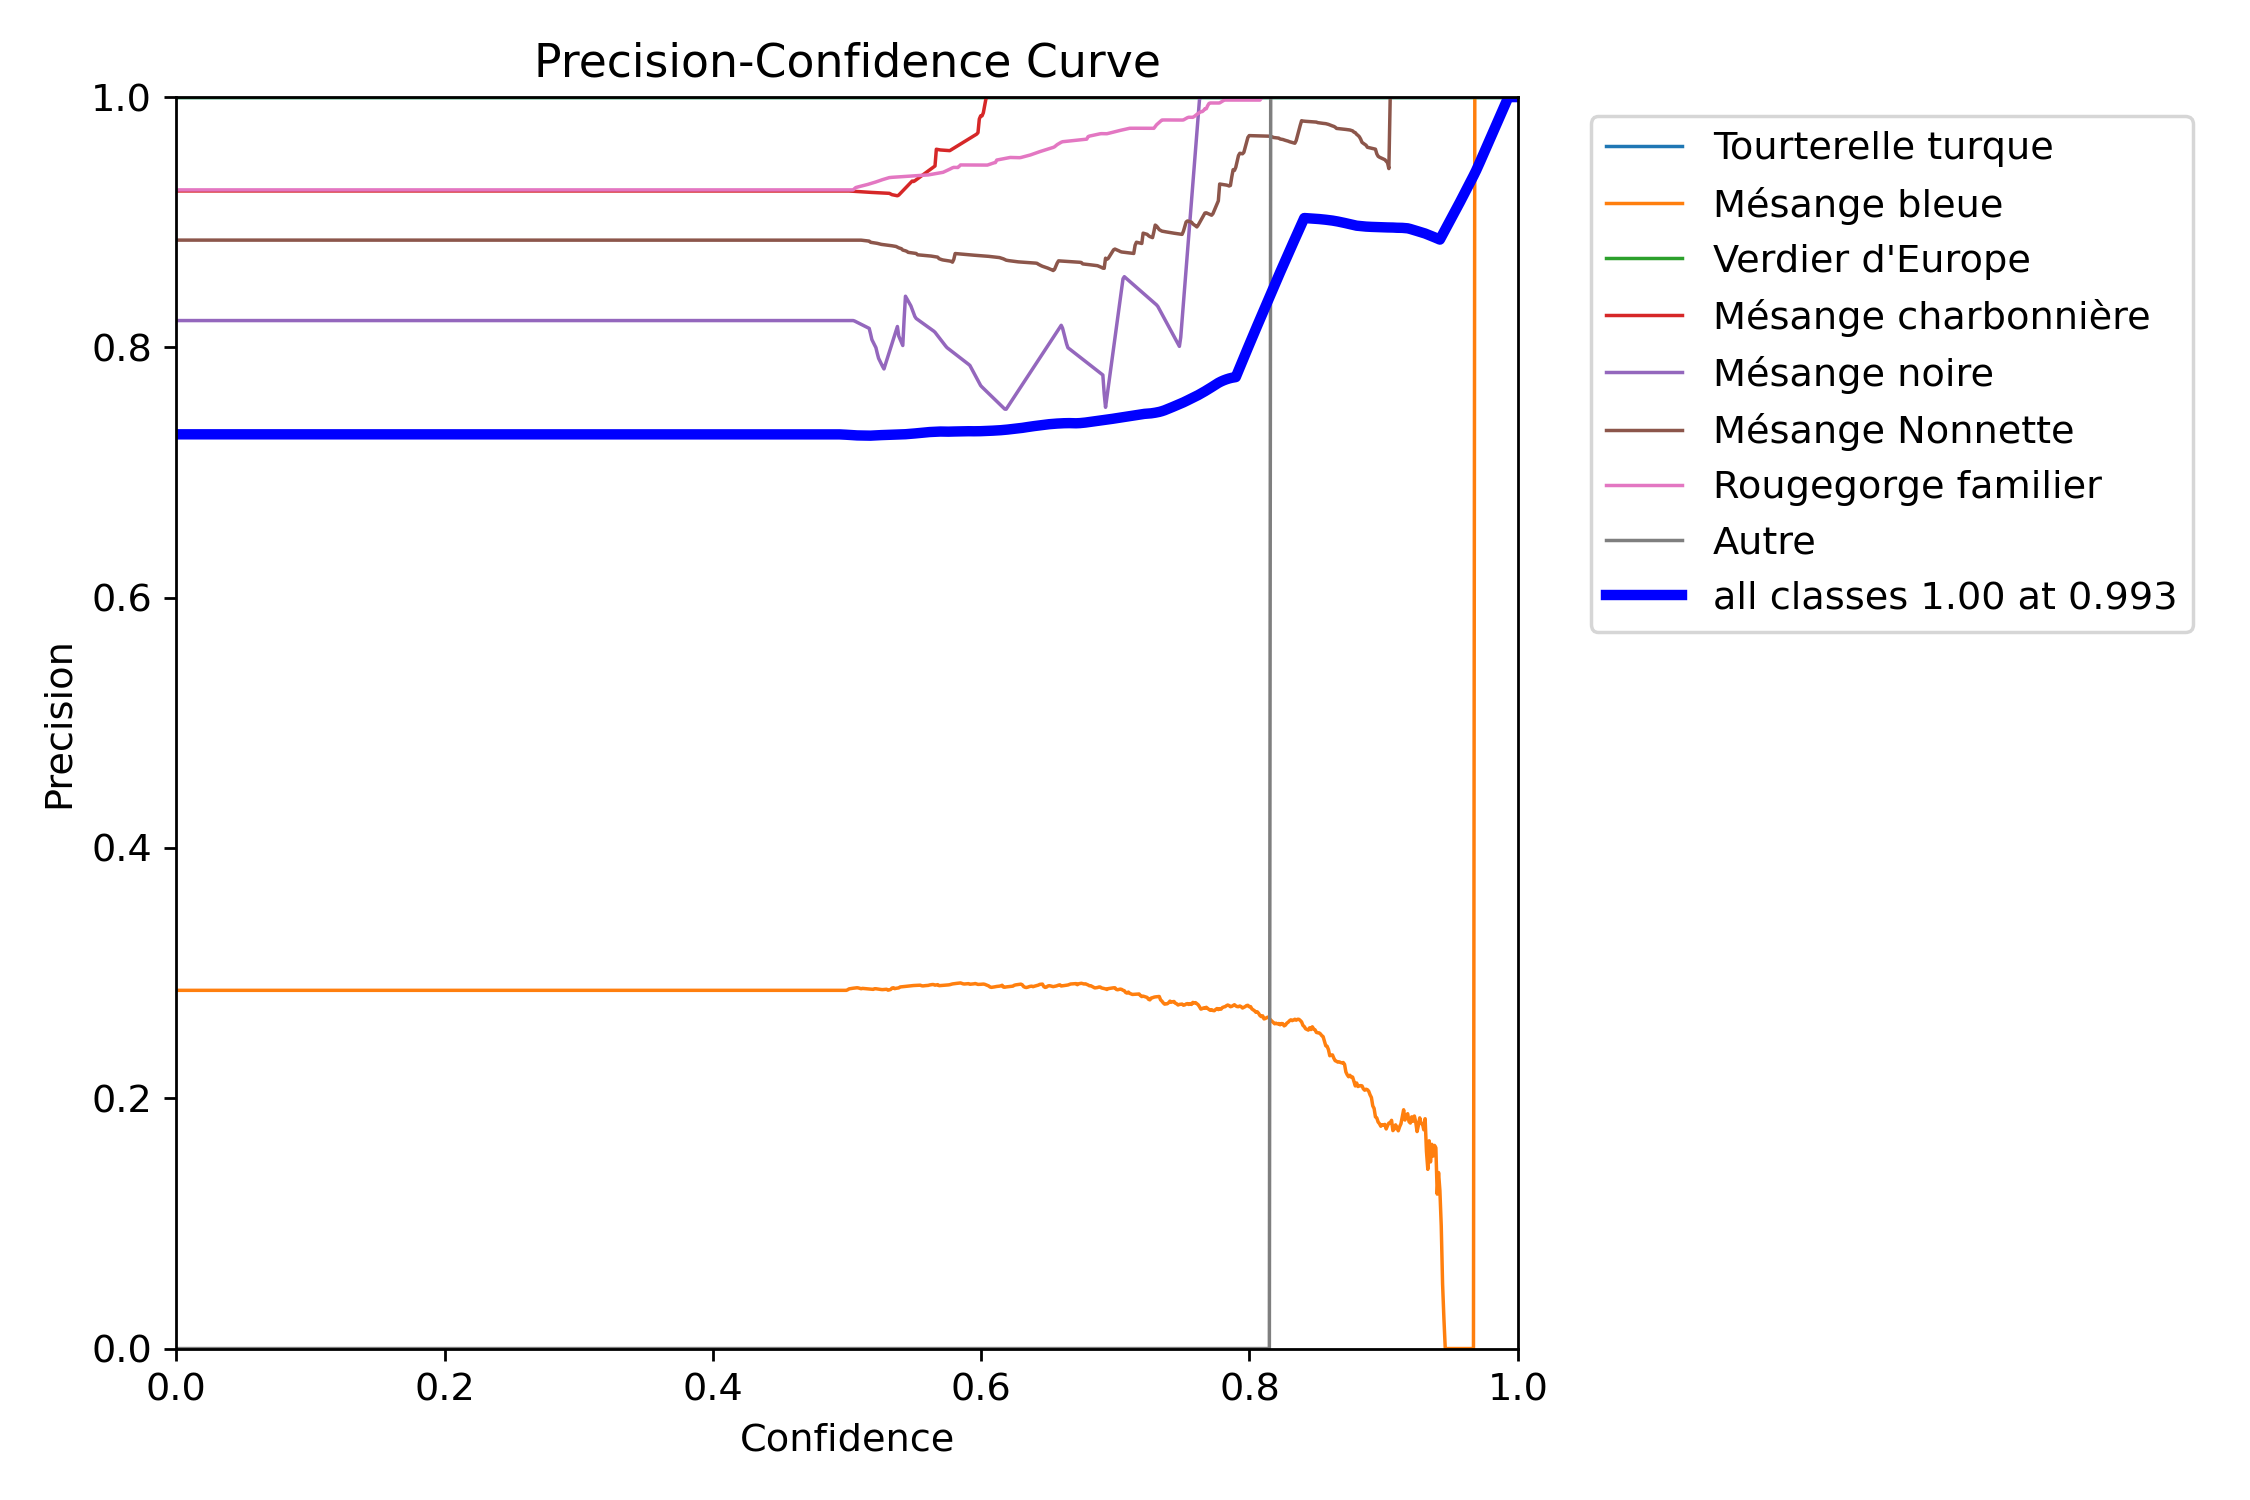 Precision-Confidence Curve
1.0
0.8
0.6
0.4
0.2
0.0
Precision
0.0 0.2 0.4 0.6 0.8 1.0
Confidence
Tourterelle turque
Mésange bleue
Verdier d'Europe
Mésange charbonnière
Mésange noire
Mésange Nonnette
Rougegorge familier
Autre
all classes 1.00 at 0.993